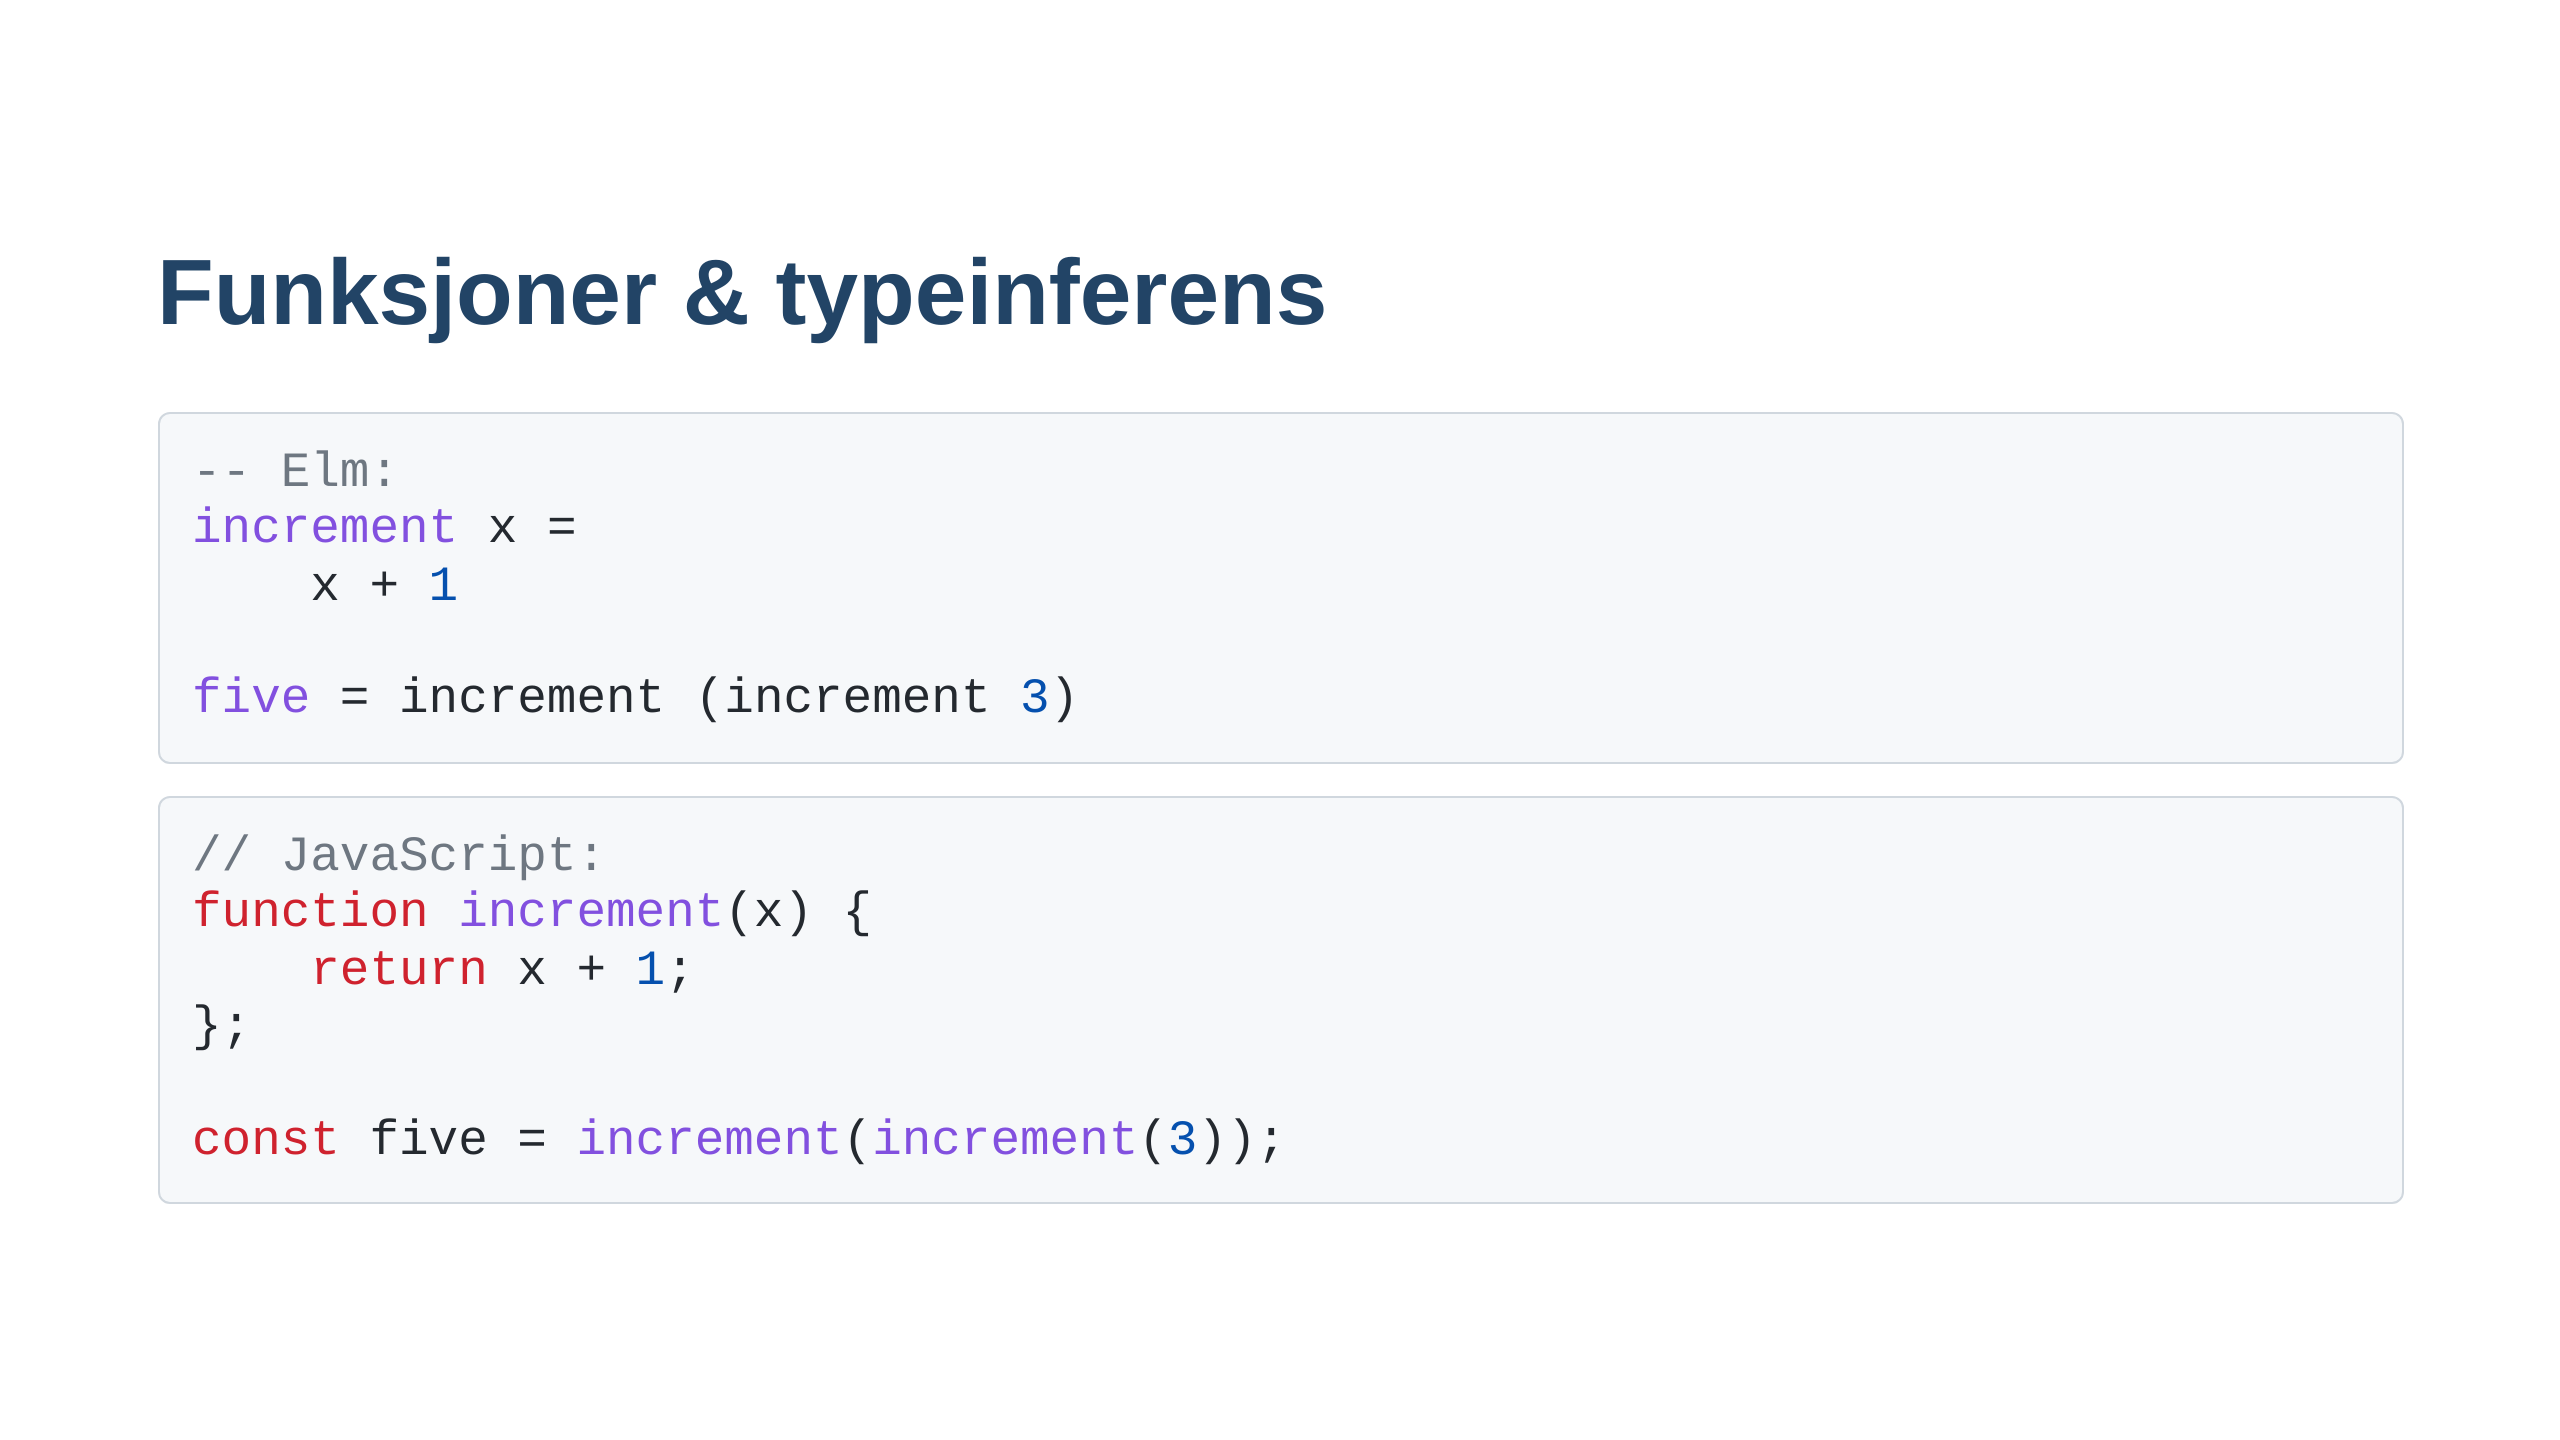 Funksjoner & typeinferens
-- Elm:
increment x =
    x + 1
five = increment (increment 3)
// JavaScript:
function increment(x) {
    return x + 1;
};
const five = increment(increment(3));